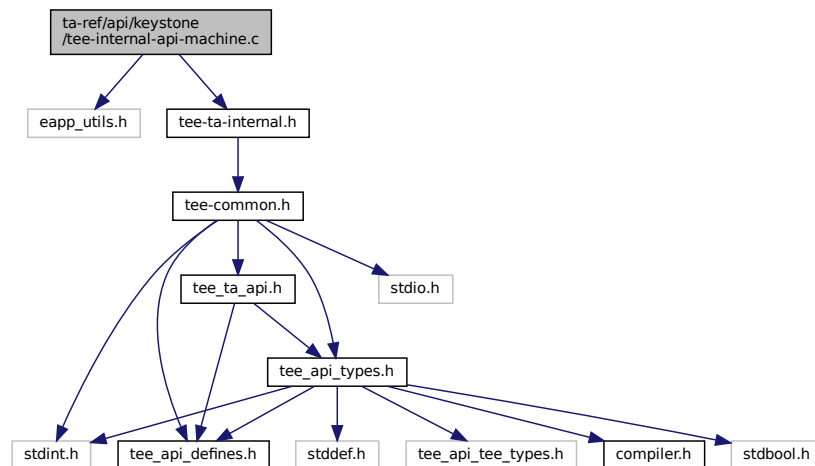 ta-ref/api/keystone
/tee-internal-api-machine.c
eapp_utils.h
tee-ta-internal.h
tee-common.h
tee_ta_api.h
stdio.h
tee_api_types.h
stdint.h
tee_api_defines.h
stddef.h
tee_api_tee_types.h
compiler.h
stdbool.h